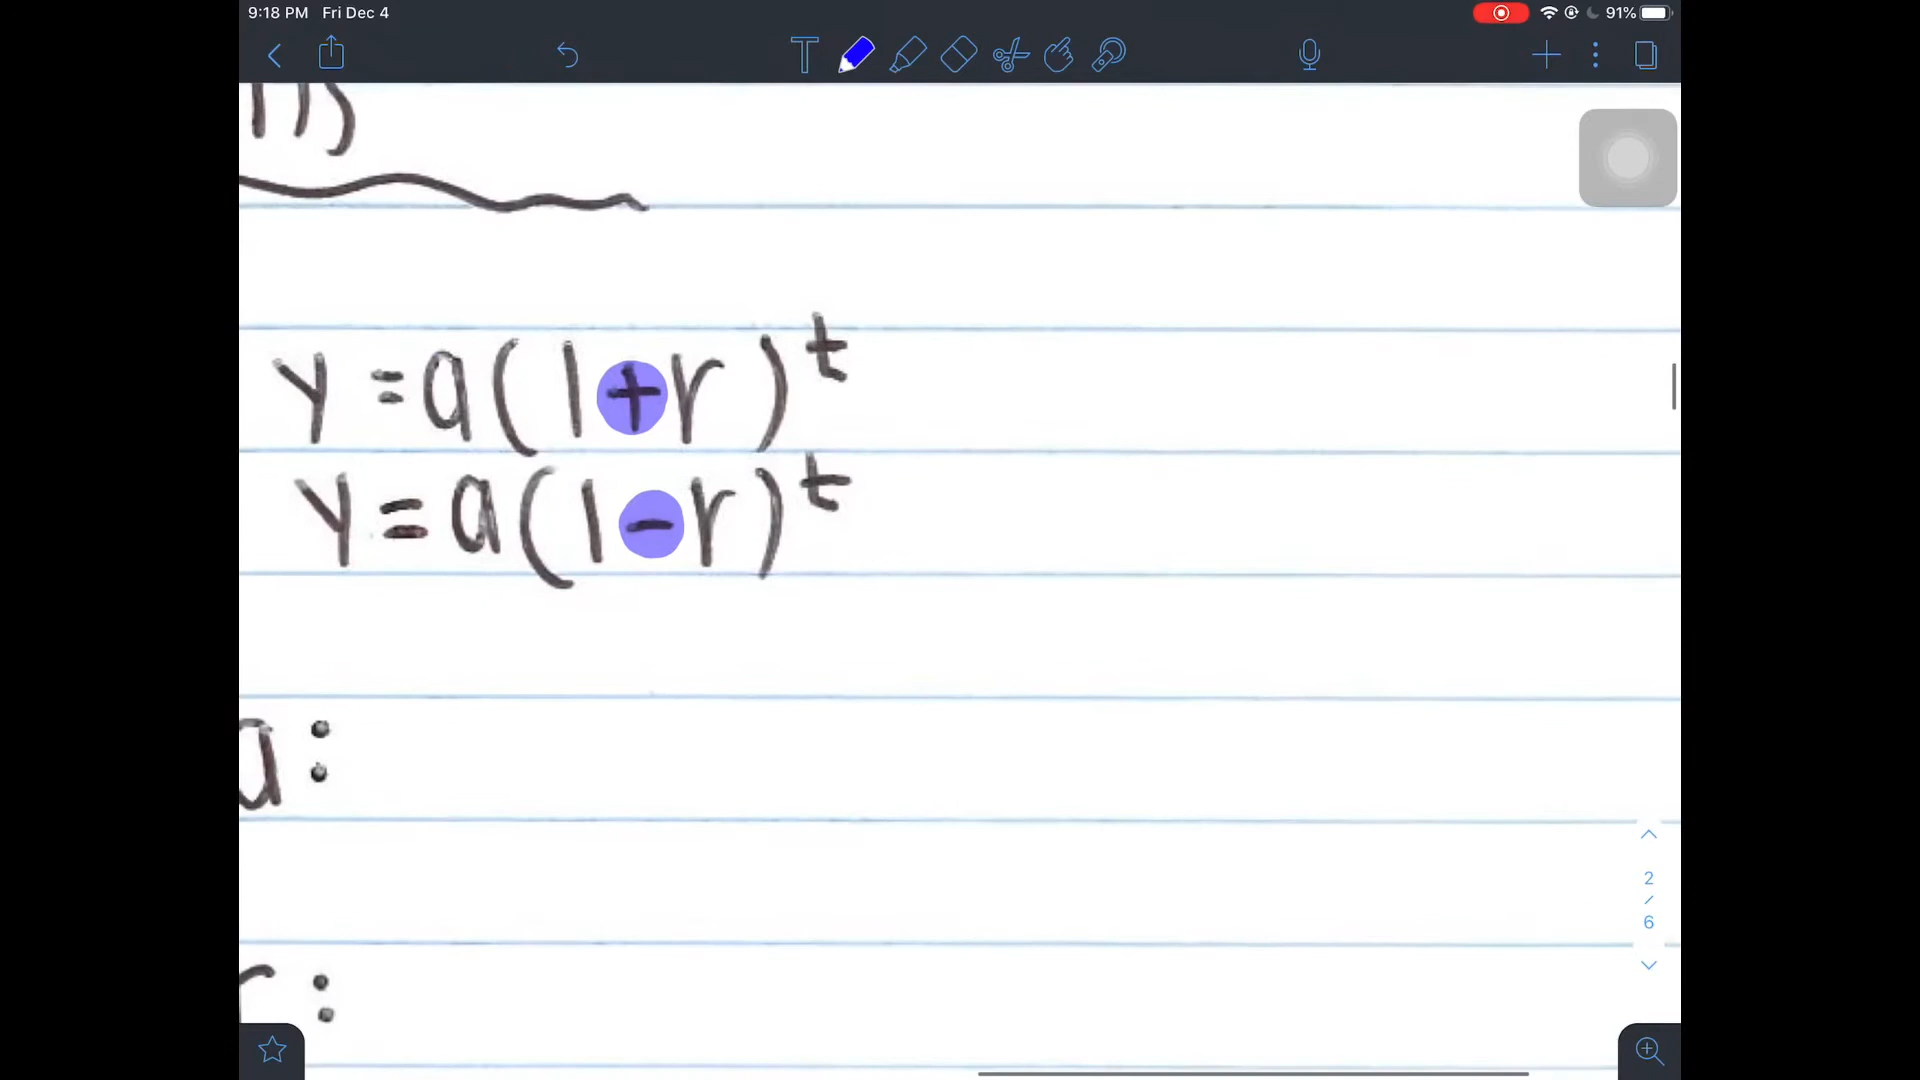 9:18 PM Fri Dec 4
91%
y = a(1+r)^t
y = a(1-r)^t
a:
r:
2
/
6